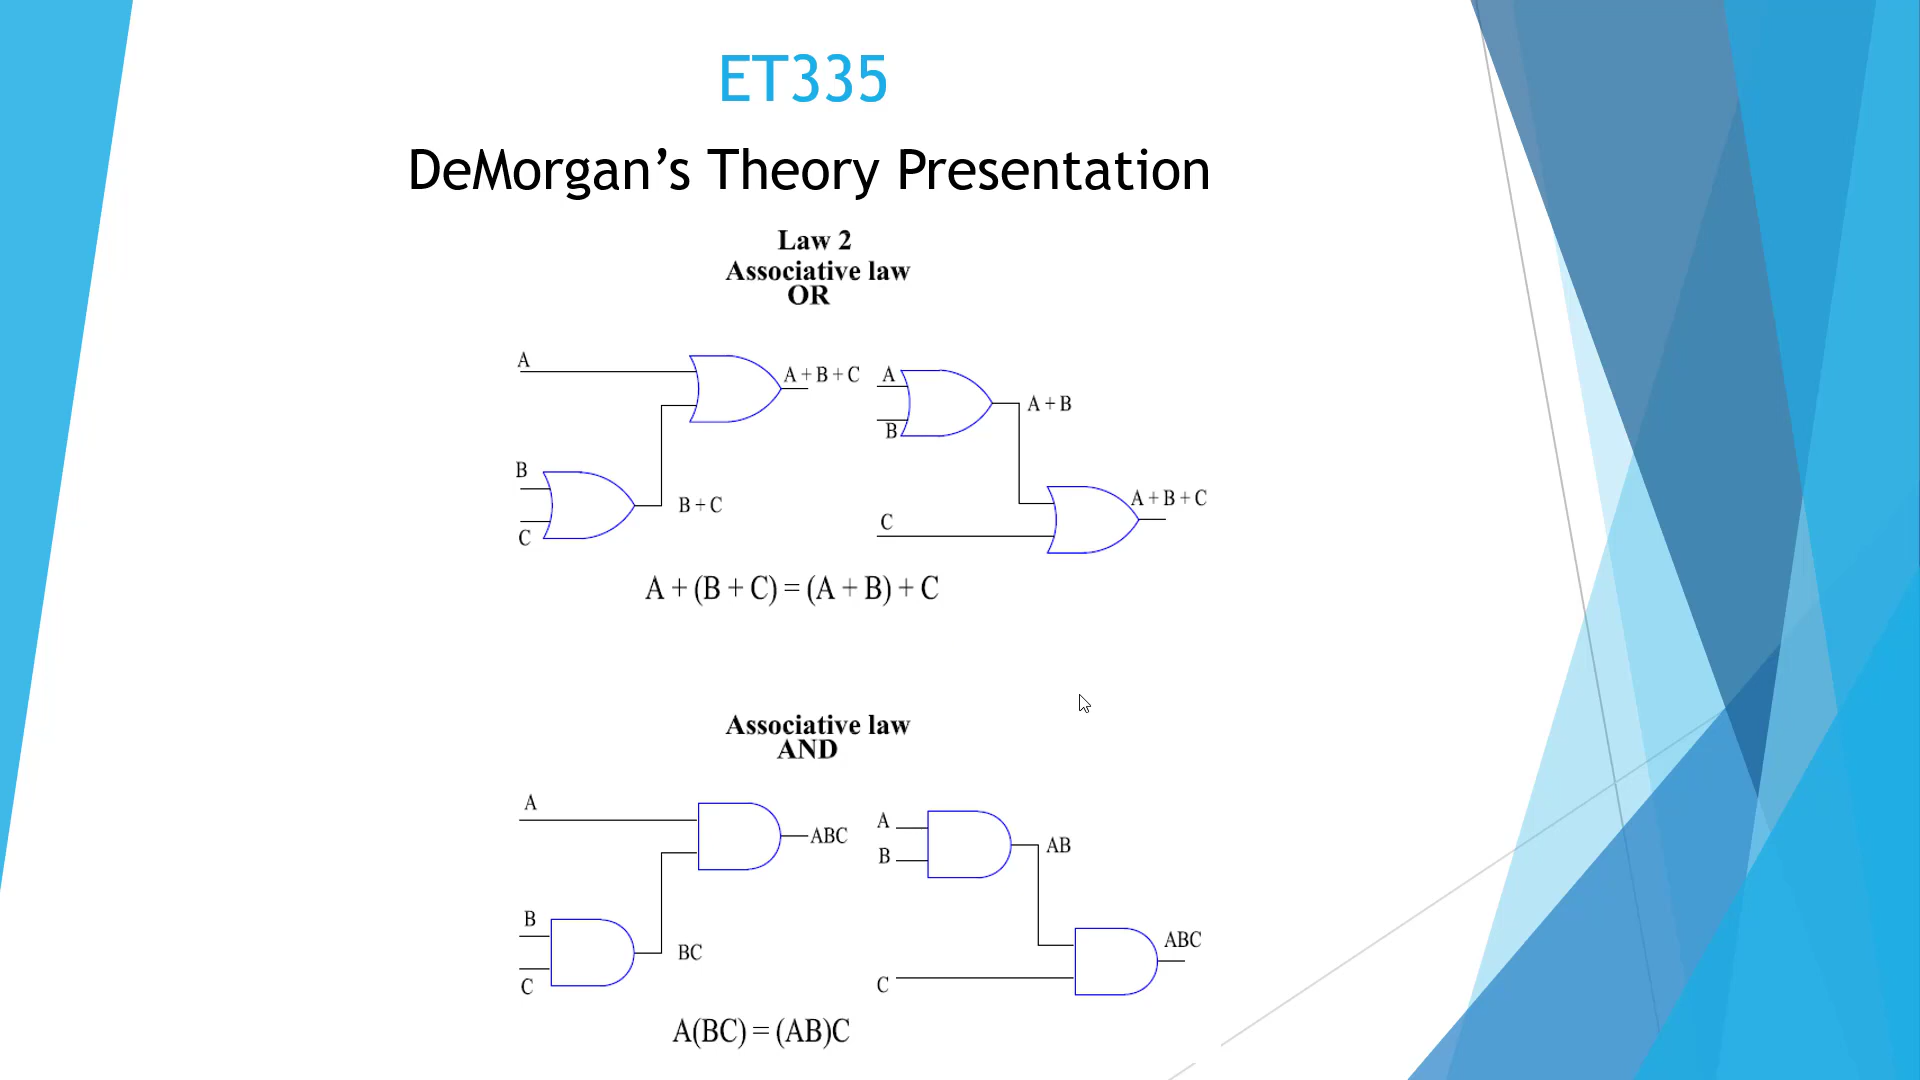 ET335
DeMorgan’s Theory Presentation
Law 2
Associative law
OR
A
A + B + C
B
C
B + C
A
B
A + B
C
A + B + C
A + (B + C) = (A + B) + C
Associative law
AND
A
ABC
B
C
BC
A
B
AB
C
ABC
A(BC) = (AB)C